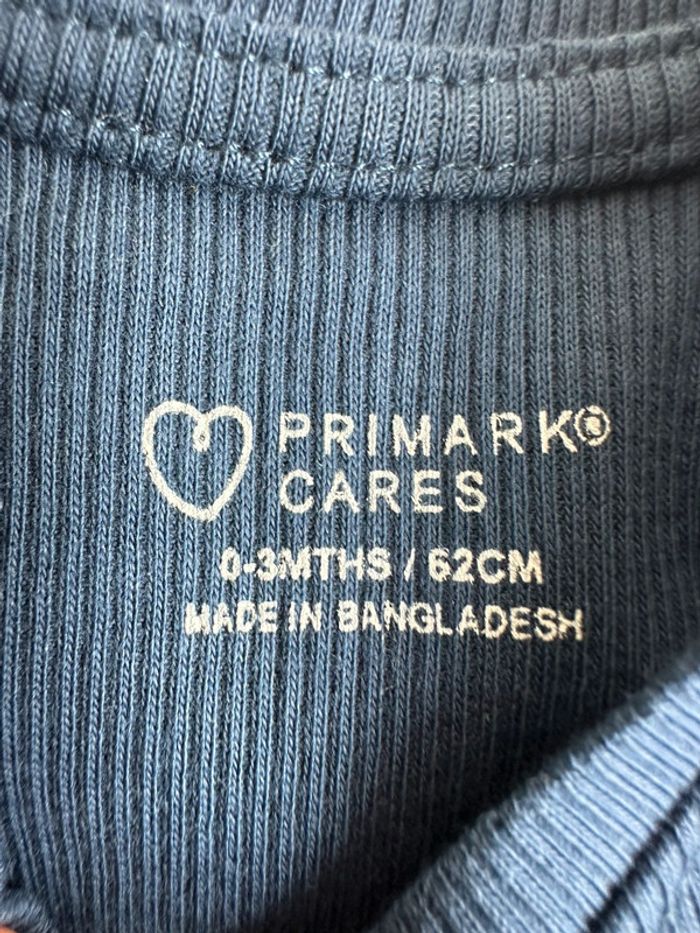 PRIMARK®
CARES
0-3MTHS / 62CM
MADE IN BANGLADESH